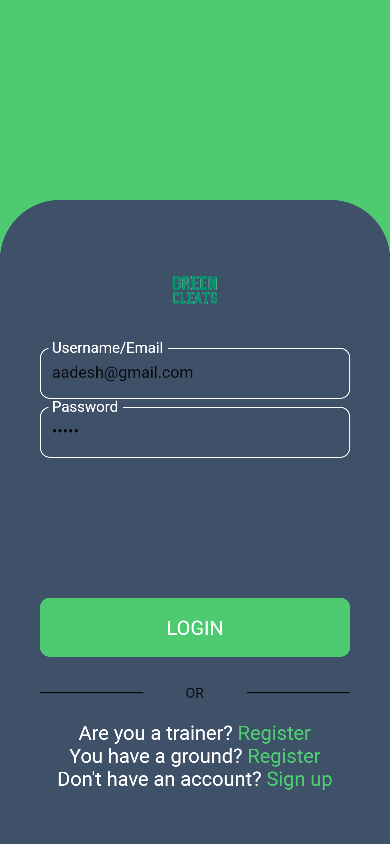 GREEN
CLEATS
Username/Email
aadesh@gmail.com
Password
•••••
LOGIN
OR
Are you a trainer? Register
You have a ground? Register
Don't have an account? Sign up